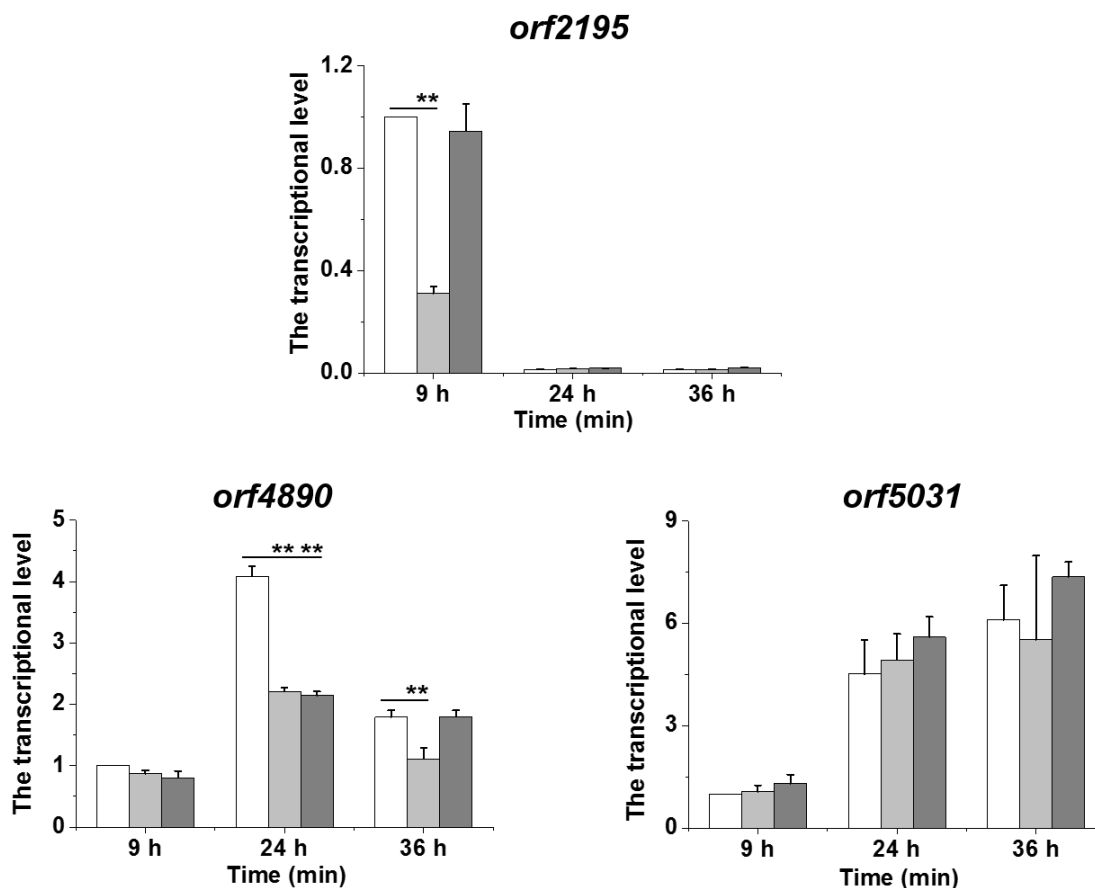 orf2195
The transcriptional level
1.2
0.8
0.4
0.0
**
9 h 24 h 36 h
Time (min)
orf4890
The transcriptional level
5
4
3
2
1
0
** **
**
9 h 24 h 36 h
Time (min)
orf5031
The transcriptional level
9
6
3
0
9 h 24 h 36 h
Time (min)